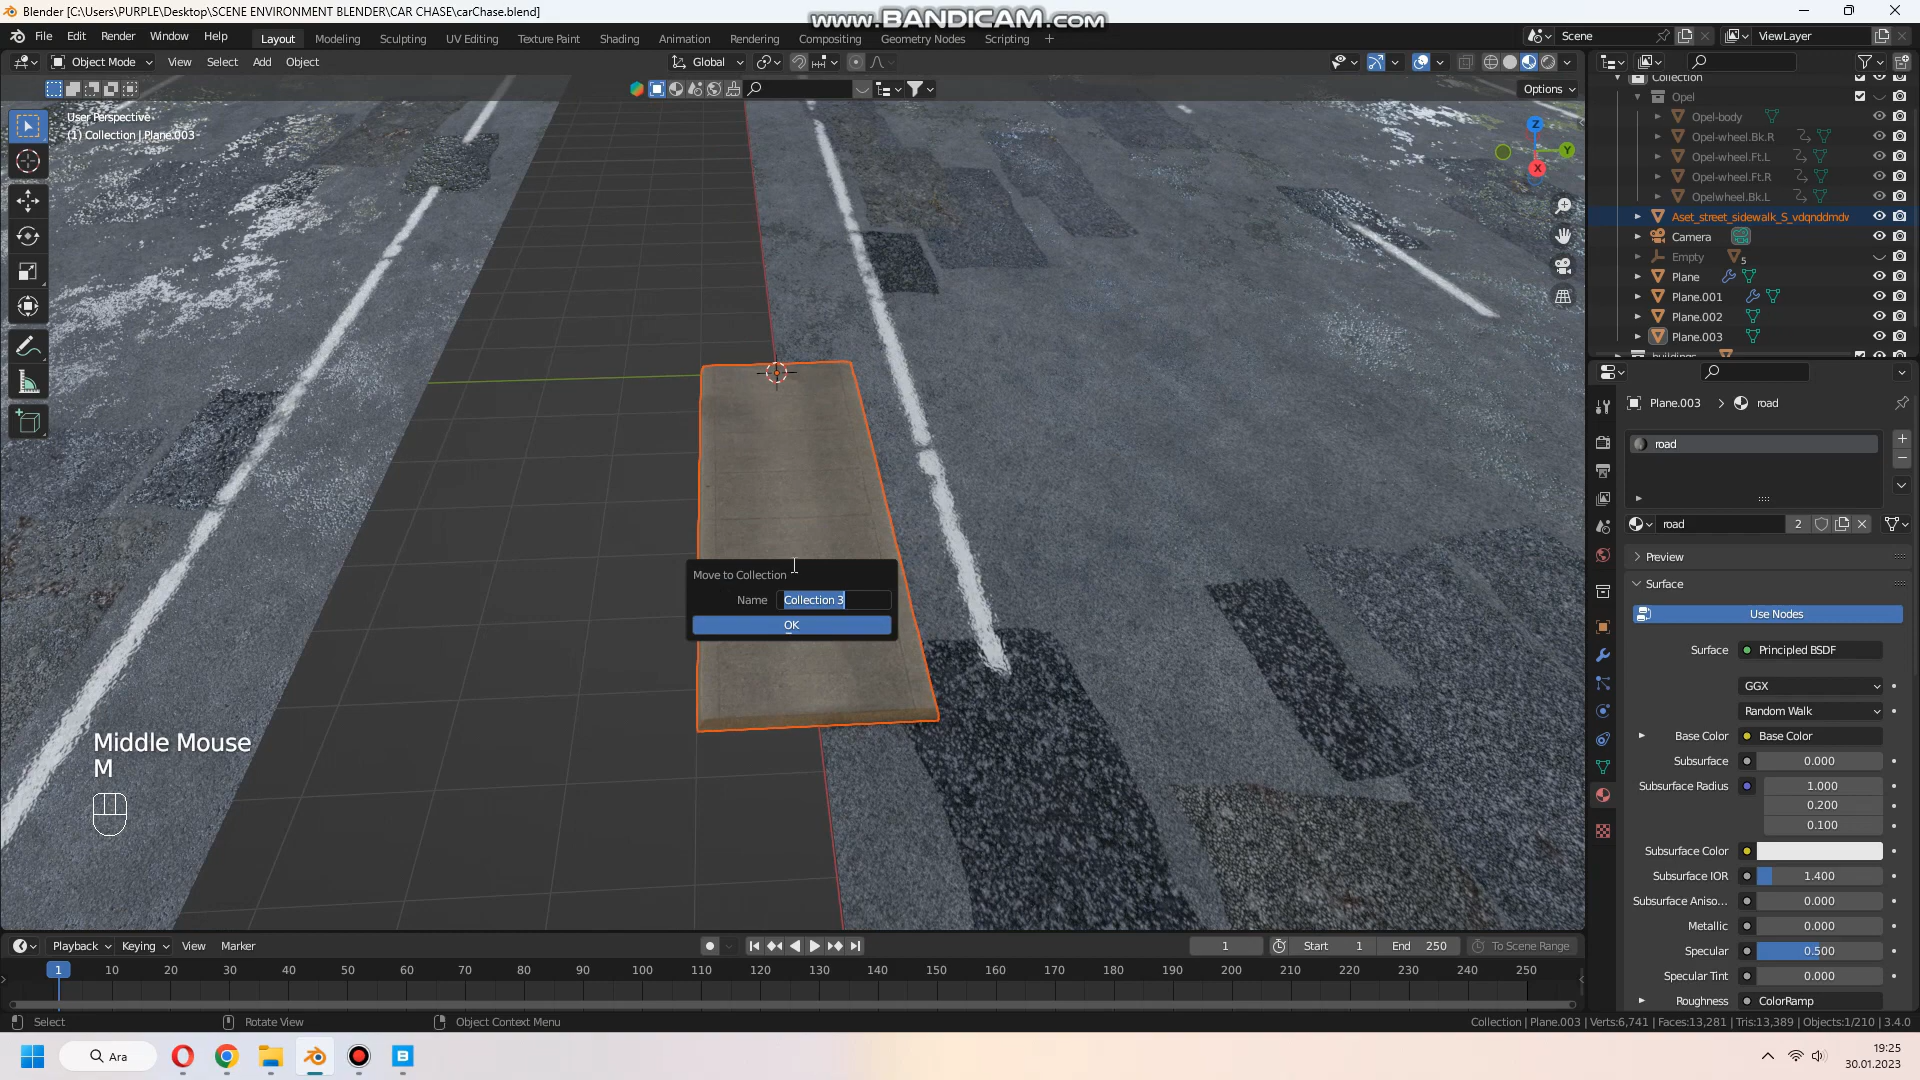 Blender [C:\Users\PURPLE\Desktop\SCENE ENVIRONMENT BLENDER\CAR CHASE\carChase.blend]
www.BANDICAM.com
File Edit Render Window Help
Layout Modeling Sculpting UV Editing Texture Paint Shading Animation Rendering Compositing Geometry Nodes Scripting +
Scene
ViewLayer
Object Mode View Select Add Object
Global
Options
User Perspective
(1) Collection | Plane.003
Z
Y
X
Collection
Opel
Opel-body
Opel-wheel.Bk.R
Opel-wheel.Ft.L
Opel-wheel.Ft.R
Opelwheel.Bk.L
Aset_street_sidewalk_S_vdqnddmdv
Camera
Empty 5
Plane
Plane.001
Plane.002
Plane.003
Plane.003 > road
road
road 2
Preview
Surface
Use Nodes
Surface Principled BSDF
GGX
Random Walk
Base Color Base Color
Subsurface 0.000
Subsurface Radius 1.000
0.200
0.100
Subsurface Color
Subsurface IOR 1.400
Subsurface Aniso... 0.000
Metallic 0.000
Specular 0.500
Specular Tint 0.000
Roughness ColorRamp
Move to Collection
Name Collection 3
OK
Middle Mouse
M
Playback Keying View Marker
1 Start 1 End 250 To Scene Range
1 10 20 30 40 50 60 70 80 90 100 110 120 130 140 150 160 170 180 190 200 210 220 230 240 250
Select Rotate View Object Context Menu
Collection | Plane.003 | Verts:6,741 | Faces:13,281 | Tris:13,389 | Objects:1/210 | 3.4.0
Ara
19:25
30.01.2023